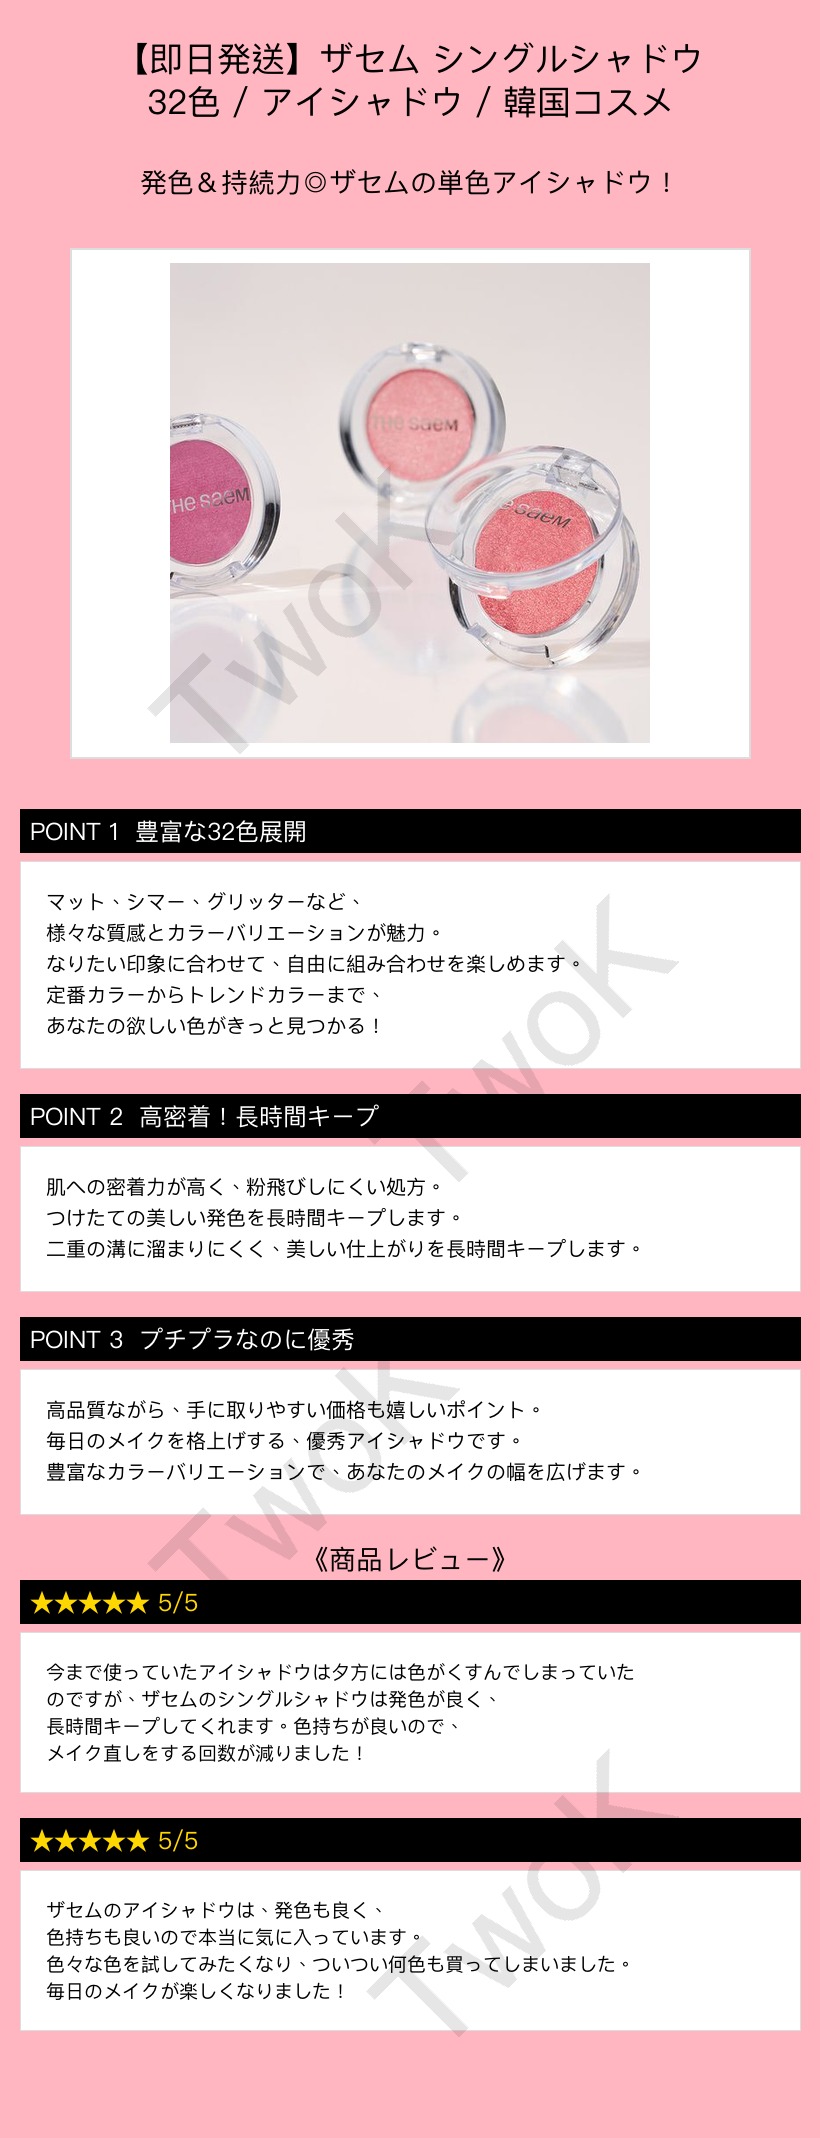 【即日発送】ザセム シングルシャドウ
32色 / アイシャドウ / 韓国コスメ
発色＆持続力◎ザセムの単色アイシャドウ！
THE SAEM
THE SAEM
THE SAEM
TwoK
POINT 1 豊富な32色展開
マット、シマー、グリッターなど、
様々な質感とカラーバリエーションが魅力。
なりたい印象に合わせて、自由に組み合わせを楽しめます。
定番カラーからトレンドカラーまで、
あなたの欲しい色がきっと見つかる！
TwoK
POINT 2 高密着！長時間キープ
肌への密着力が高く、粉飛びしにくい処方。
つけたての美しい発色を長時間キープします。
二重の溝に溜まりにくく、美しい仕上がりを長時間キープします。
POINT 3 プチプラなのに優秀
高品質ながら、手に取りやすい価格も嬉しいポイント。
毎日のメイクを格上げする、優秀アイシャドウです。
豊富なカラーバリエーションで、あなたのメイクの幅を広げます。
TwoK
《商品レビュー》
★★★★★ 5/5
今まで使っていたアイシャドウは夕方には色がくすんでしまっていた
のですが、ザセムのシングルシャドウは発色が良く、
長時間キープしてくれます。色持ちが良いので、
メイク直しをする回数が減りました！
★★★★★ 5/5
ザセムのアイシャドウは、発色も良く、
色持ちも良いので本当に気に入っています。
色々な色を試してみたくなり、ついつい何色も買ってしまいました。
毎日のメイクが楽しくなりました！
TwoK